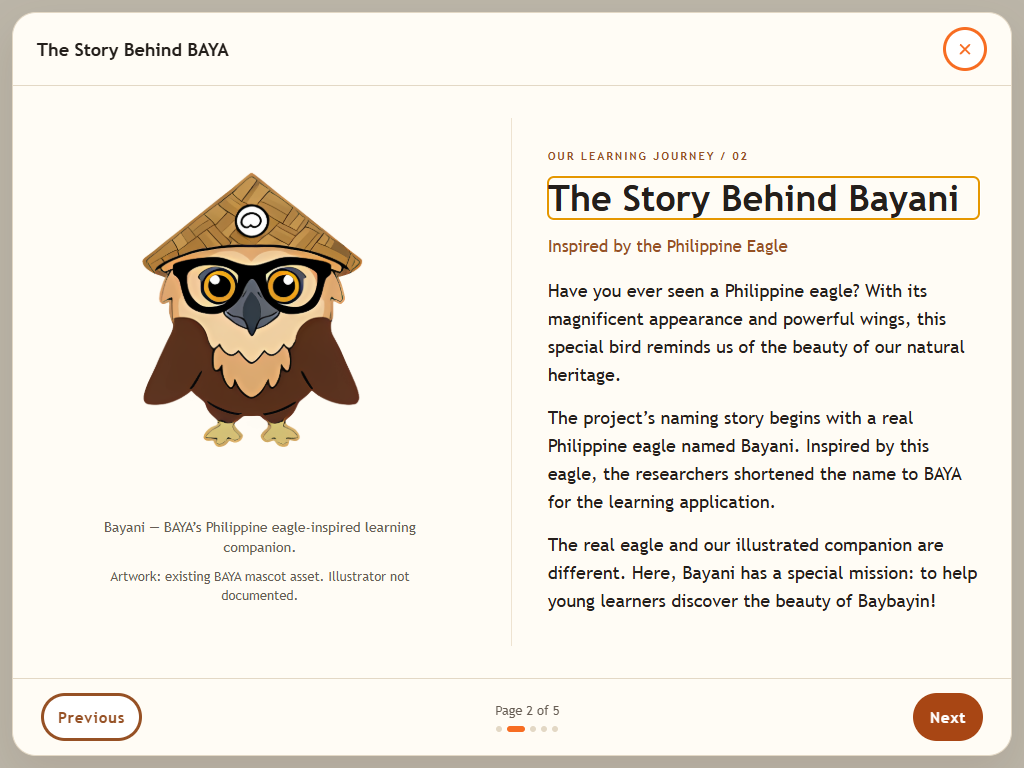 The Story Behind BAYA
OUR LEARNING JOURNEY / 02
The Story Behind Bayani
Inspired by the Philippine Eagle
Have you ever seen a Philippine eagle? With its
magnificent appearance and powerful wings, this
special bird reminds us of the beauty of our natural
heritage.
The project’s naming story begins with a real
Philippine eagle named Bayani. Inspired by this
eagle, the researchers shortened the name to BAYA
for the learning application.
The real eagle and our illustrated companion are
different. Here, Bayani has a special mission: to help
young learners discover the beauty of Baybayin!
Bayani — BAYA’s Philippine eagle-inspired learning
companion.
Artwork: existing BAYA mascot asset. Illustrator not
documented.
Previous
Page 2 of 5
Next